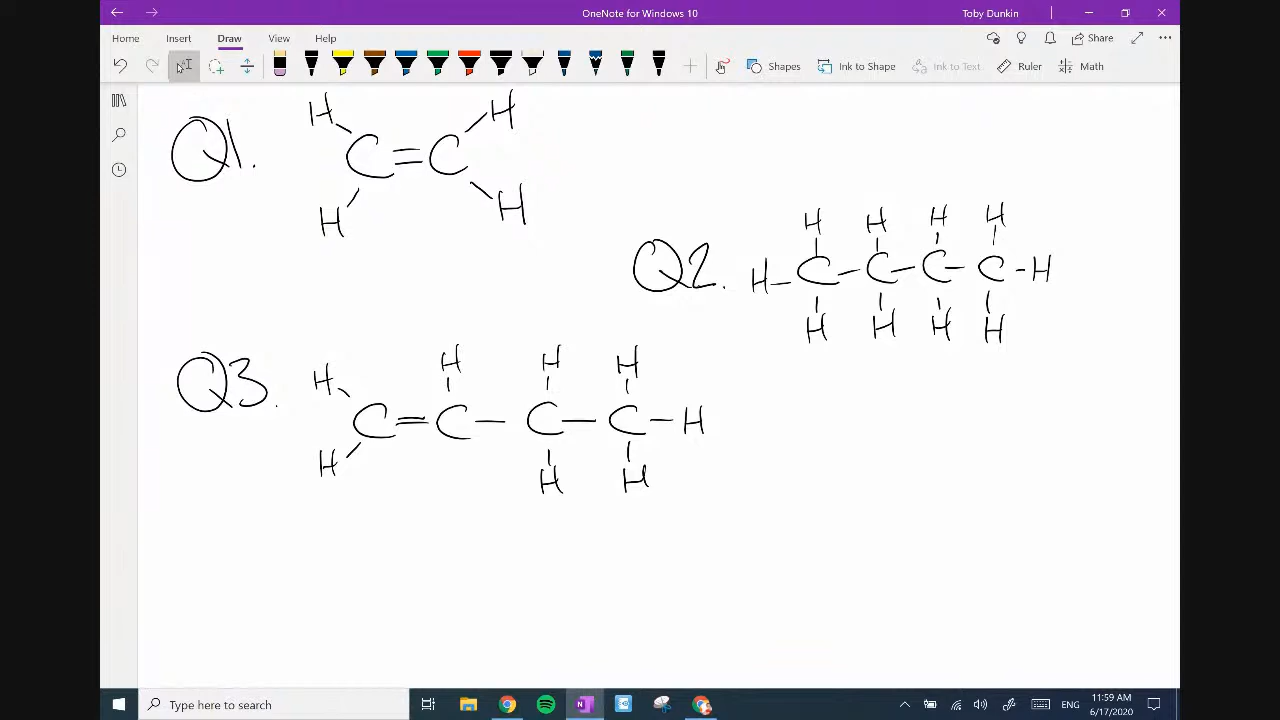 OneNote for Windows 10
Toby Dunkin
Home Insert Draw View Help
Share
Shapes Ink to Shape Ink to Text Ruler Math
Q1.
H H
C=C
H H
Q2.
H H H H
H-C-C-C-C-H
H H H H
Q3.
H H H H
C=C-C-C-H
H H H
Type here to search
ENG
11:59 AM
6/17/2020